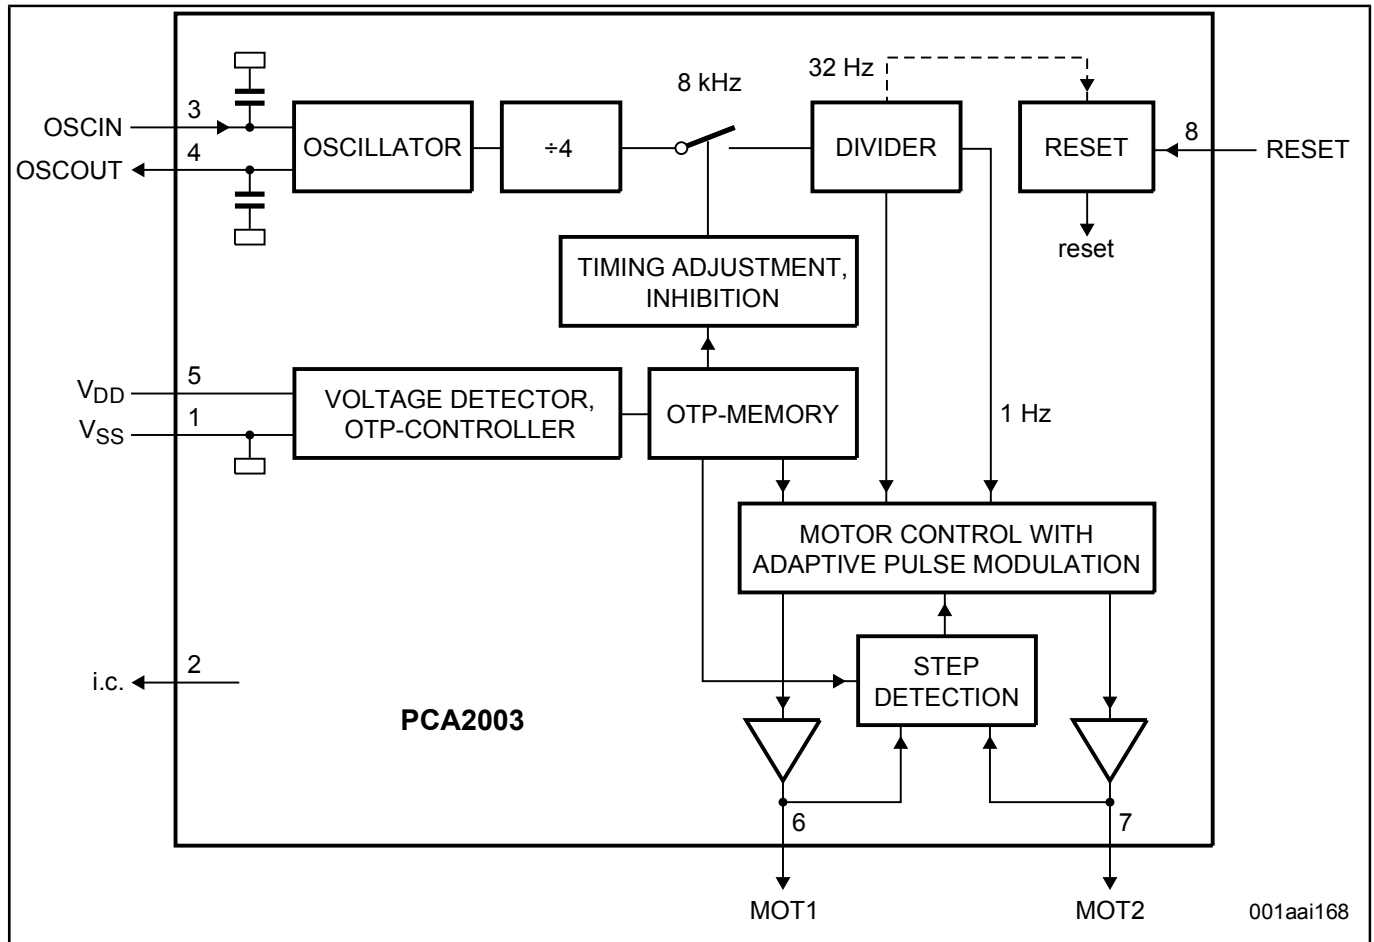 32 Hz
8 kHz
3
8
OSCIN
OSCILLATOR
÷4
DIVIDER
RESET
RESET
4
OSCOUT
reset
TIMING ADJUSTMENT,
INHIBITION
5
VDD
VOLTAGE DETECTOR,
OTP-CONTROLLER
OTP-MEMORY
1 Hz
1
VSS
MOTOR CONTROL WITH
ADAPTIVE PULSE MODULATION
2
i.c.
STEP
DETECTION
PCA2003
6
7
MOT1
MOT2
001aai168